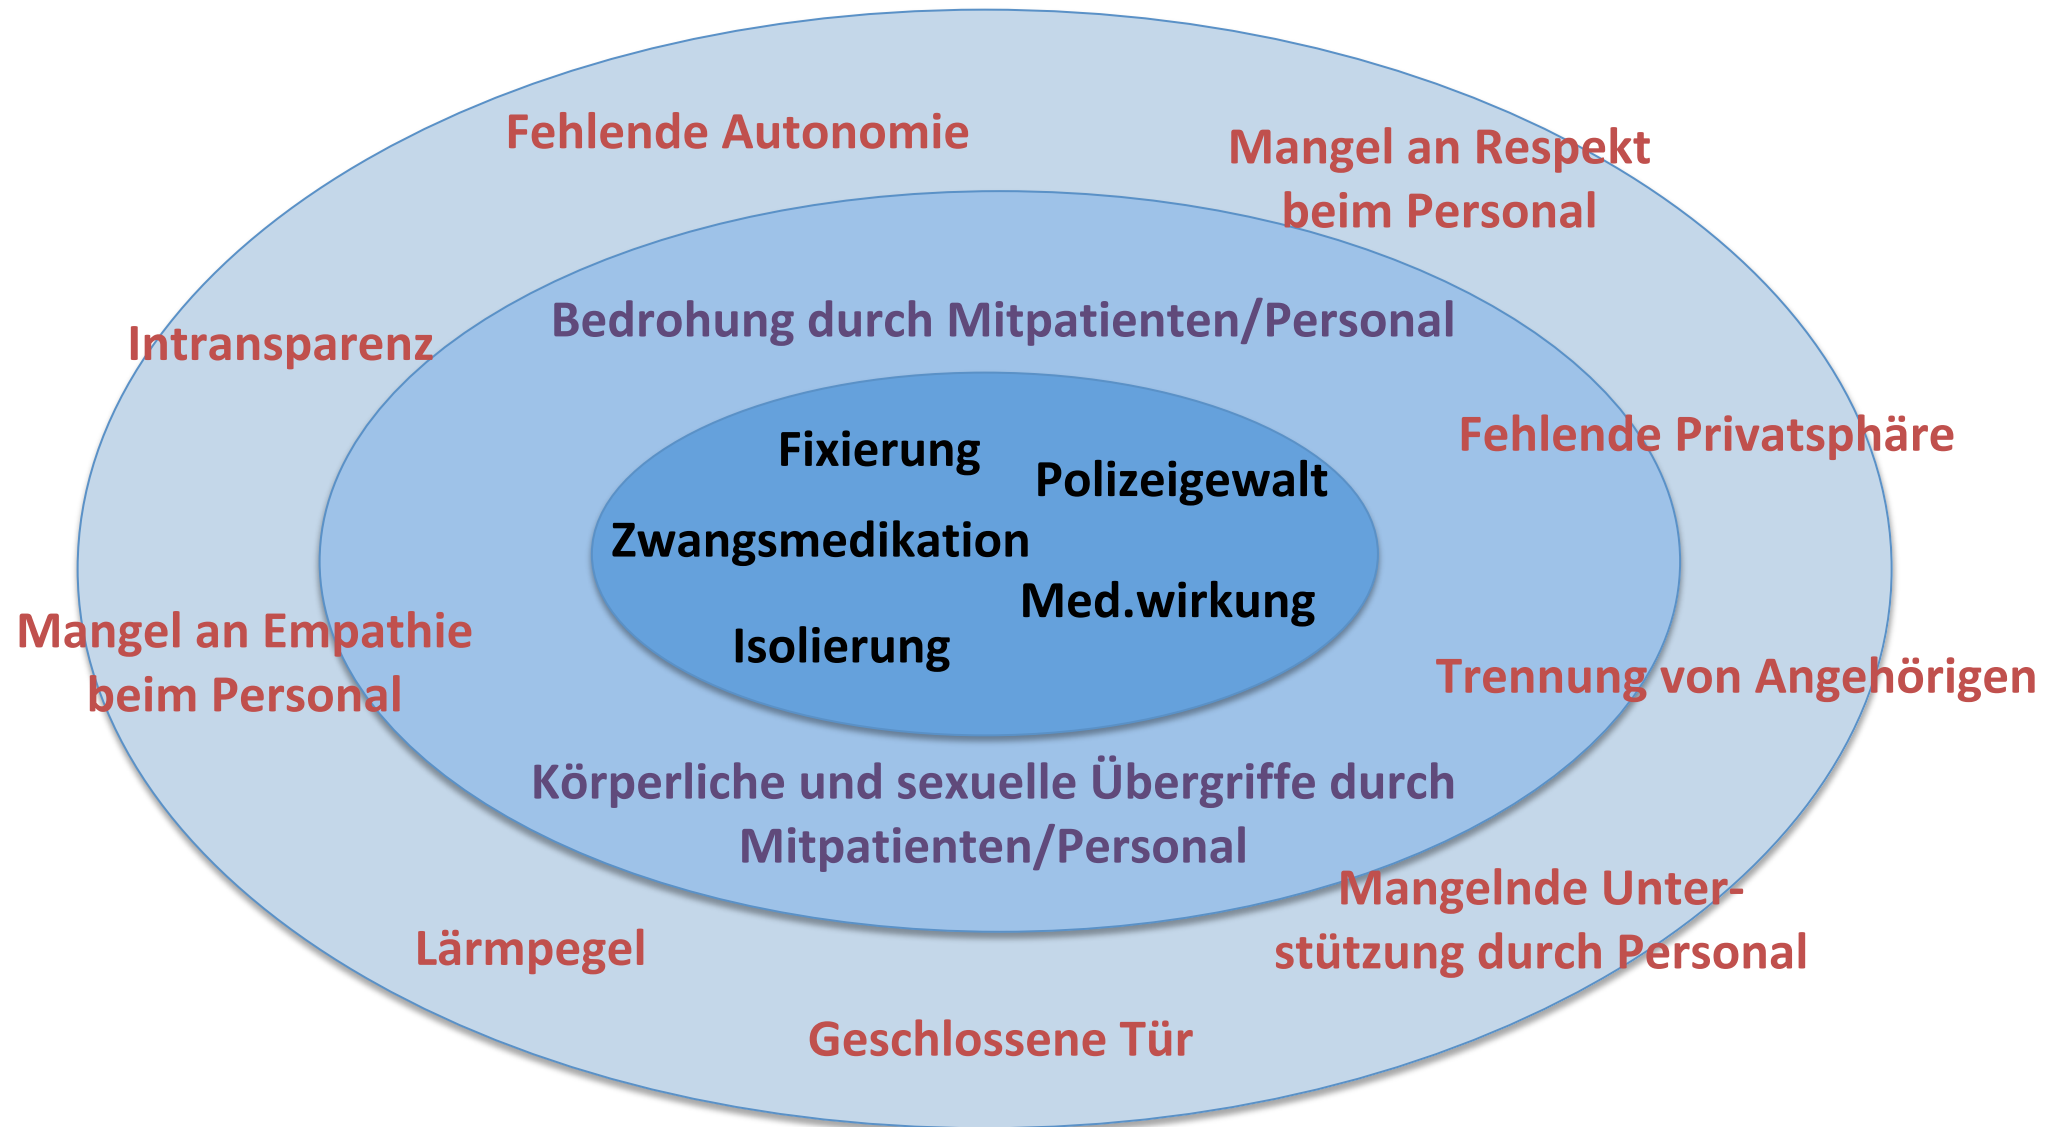 Fehlende Autonomie
Mangel an Respekt
beim Personal
Bedrohung durch Mitpatienten/Personal
Intransparenz
Fehlende Privatsphäre
Fixierung
Polizeigewalt
Zwangsmedikation
Med.wirkung
Isolierung
Mangel an Empathie
beim Personal
Trennung von Angehörigen
Körperliche und sexuelle Übergriffe durch
Mitpatienten/Personal
Mangelnde Unter-
stützung durch Personal
Lärmpegel
Geschlossene Tür